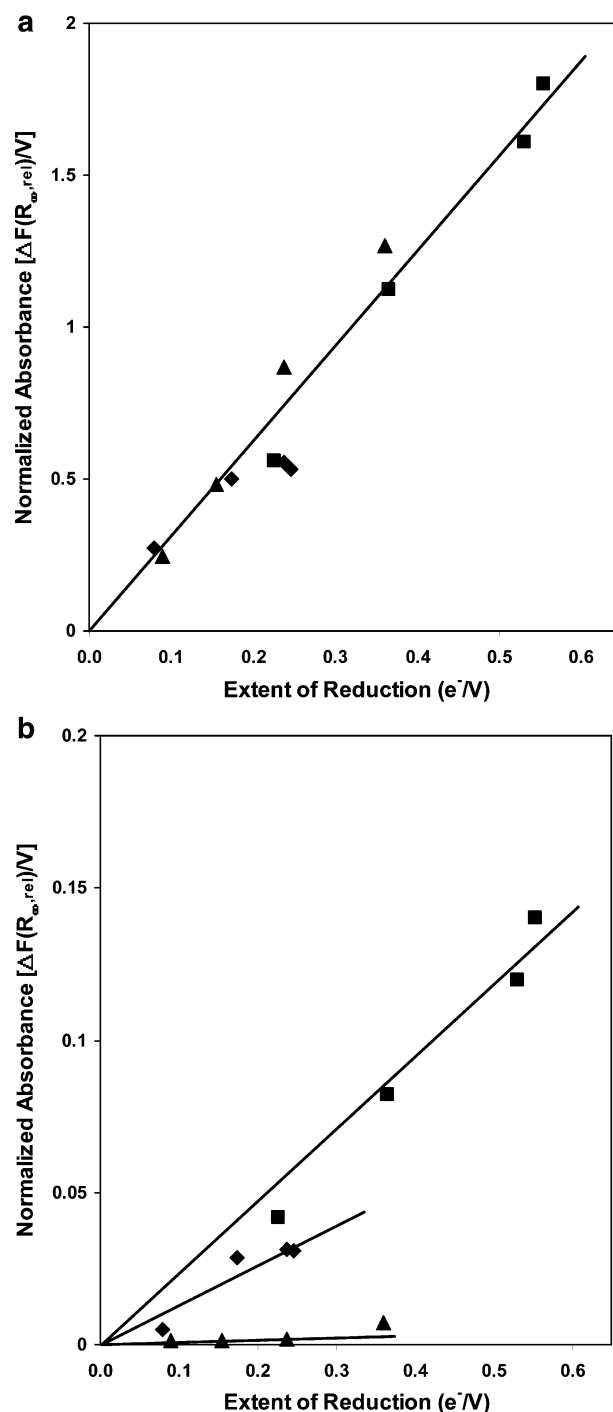 a
2
1.5
1
0.5
0
0.0 0.1 0.2 0.3 0.4 0.5 0.6
Normalized Absorbance [ΔF(R∞,rel)/V]
Extent of Reduction (e-/V)
b
0.2
0.15
0.1
0.05
0
0.0 0.1 0.2 0.3 0.4 0.5 0.6
Normalized Absorbance [ΔF(R∞,rel)/V]
Extent of Reduction (e-/V)